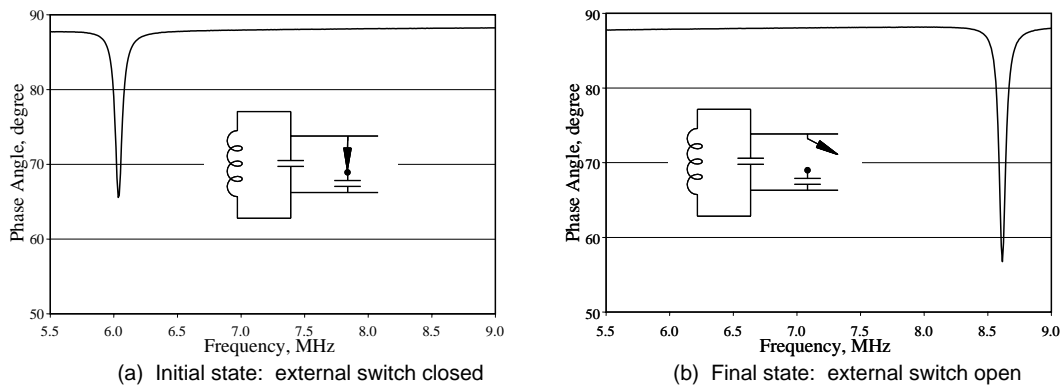 90
80
70
60
50
Phase Angle, degree
5.5 6.0 6.5 7.0 7.5 8.0 8.5 9.0
Frequency, MHz
(a) Initial state: external switch closed
90
80
70
60
50
Phase Angle, degree
5.5 6.0 6.5 7.0 7.5 8.0 8.5 9.0
Frequency, MHz
(b) Final state: external switch open